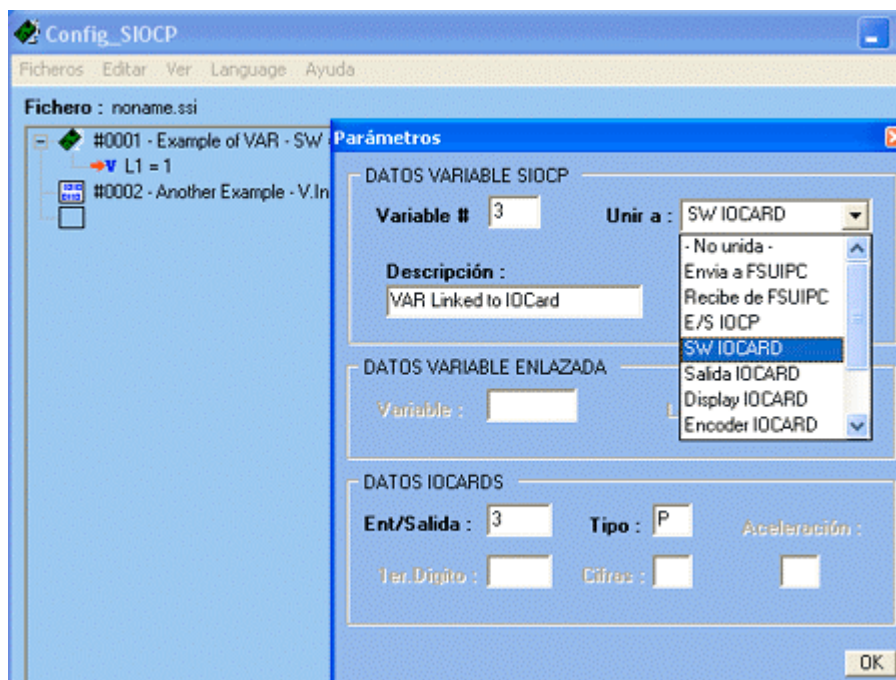 Config_SIOCP
Ficheros Editar Ver Language Ayuda
Fichero : noname.ssi
#0001 - Example of VAR - SW
L1 = 1
#0002 - Another Example - V.In
Parámetros
DATOS VARIABLE SIOCP
Variable # 3 Unir a : SW IOCARD
- No unida -
Envia a FSUIPC
Recibe de FSUIPC
E/S IOCP
SW IOCARD
Salida IOCARD
Display IOCARD
Encoder IOCARD
Descripción :
VAR Linked to IOCard
DATOS VARIABLE ENLAZADA
Variable : L
DATOS IOCARDS
Ent/Salida : 3 Tipo : P Aceleración :
1er.Digito : Cifras :
OK